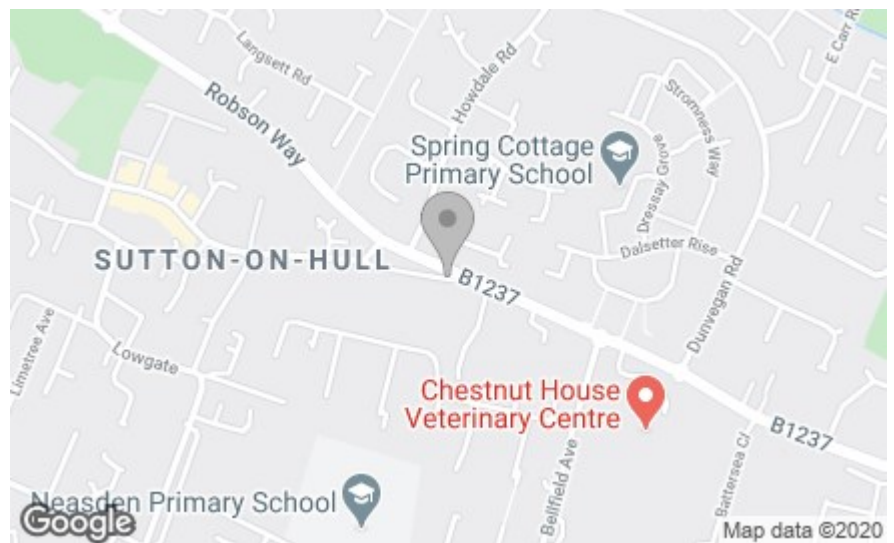 E Carr Rd
Langsett Rd
Howdale Rd
Robson Way
Stromness Way
Spring Cottage
Primary School
Dressay Grove
Dalsetter Rise
SUTTON-ON-HULL
B1237
Dunvegan Rd
Limetree Ave
Lowgate
Chestnut House
Veterinary Centre
B1237
Bellfield Ave
Battersea Cl
Neasden Primary School
Google
Map data ©2020